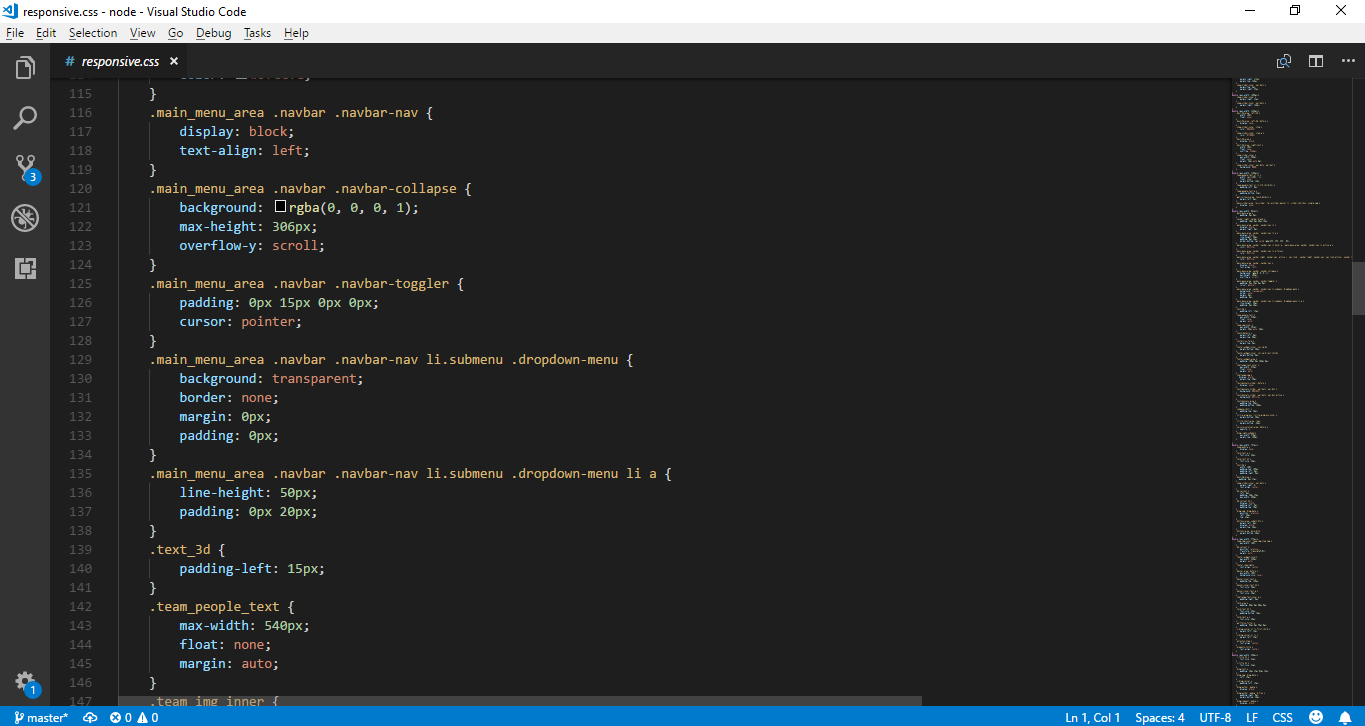 responsive.css - node - Visual Studio Code
File Edit Selection View Go Debug Tasks Help
# responsive.css ×
115 }
116 .main_menu_area .navbar .navbar-nav {
117 display: block;
118 text-align: left;
119 }
120 .main_menu_area .navbar .navbar-collapse {
121 background: rgba(0, 0, 0, 1);
122 max-height: 306px;
123 overflow-y: scroll;
124 }
125 .main_menu_area .navbar .navbar-toggler {
126 padding: 0px 15px 0px 0px;
127 cursor: pointer;
128 }
129 .main_menu_area .navbar .navbar-nav li.submenu .dropdown-menu {
130 background: transparent;
131 border: none;
132 margin: 0px;
133 padding: 0px;
134 }
135 .main_menu_area .navbar .navbar-nav li.submenu .dropdown-menu li a {
136 line-height: 50px;
137 padding: 0px 20px;
138 }
139 .text_3d {
140 padding-left: 15px;
141 }
142 .team_people_text {
143 max-width: 540px;
144 float: none;
145 margin: auto;
146 }
147 .team_img_inner {
3
1
master* 0 0 Ln 1, Col 1 Spaces: 4 UTF-8 LF CSS